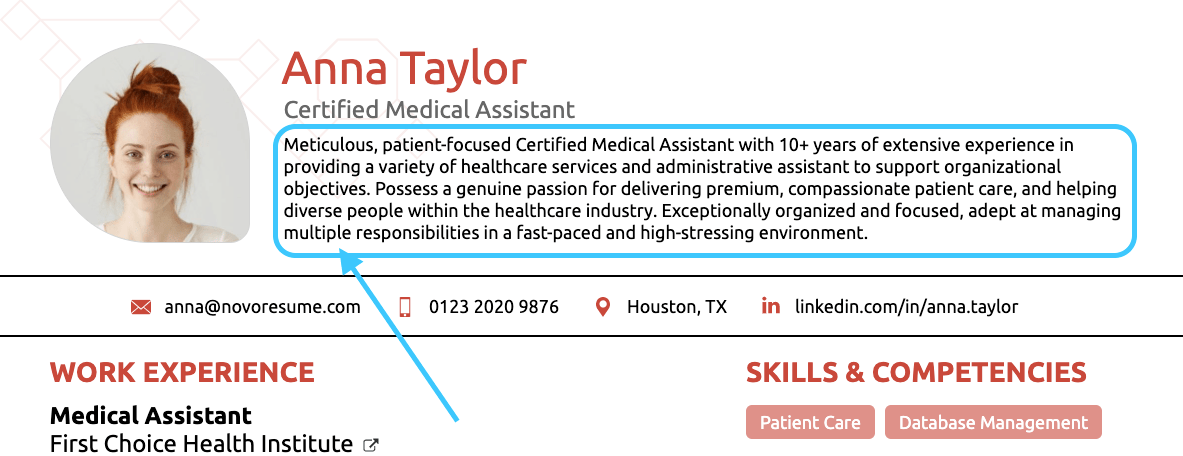 Anna Taylor
Certified Medical Assistant
Meticulous, patient-focused Certified Medical Assistant with 10+ years of extensive experience in
providing a variety of healthcare services and administrative assistant to support organizational
objectives. Possess a genuine passion for delivering premium, compassionate patient care, and helping
diverse people within the healthcare industry. Exceptionally organized and focused, adept at managing
multiple responsibilities in a fast-paced and high-stressing environment.
anna@novoresume.com 0123 2020 9876 Houston, TX in linkedin.com/in/anna.taylor
WORK EXPERIENCE
Medical Assistant
First Choice Health Institute
SKILLS & COMPETENCIES
Patient Care Database Management